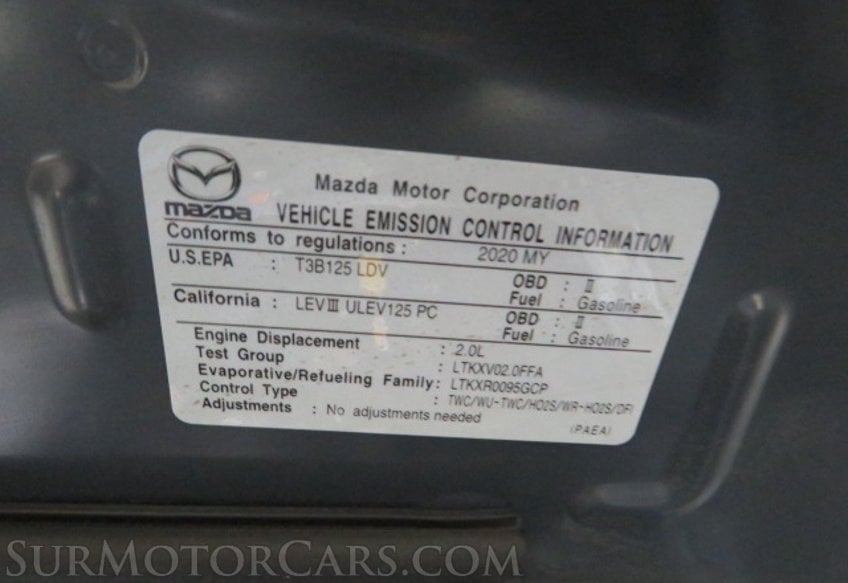 Mazda Motor Corporation
mazda
VEHICLE EMISSION CONTROL INFORMATION
Conforms to regulations : 2020 MY
U.S.EPA : T3B125 LDV OBD : II
Fuel : Gasoline
California : LEV III ULEV125 PC OBD : II
Fuel : Gasoline
Engine Displacement : 2.0L
Test Group : LTKXV02.0FFA
Evaporative/Refueling Family: LTKXR0095GCP
Control Type : TWC/WU-TWC/HO2S/WR-HO2S/DFI
Adjustments : No adjustments needed
(PAEA)
SurMotorCars.com